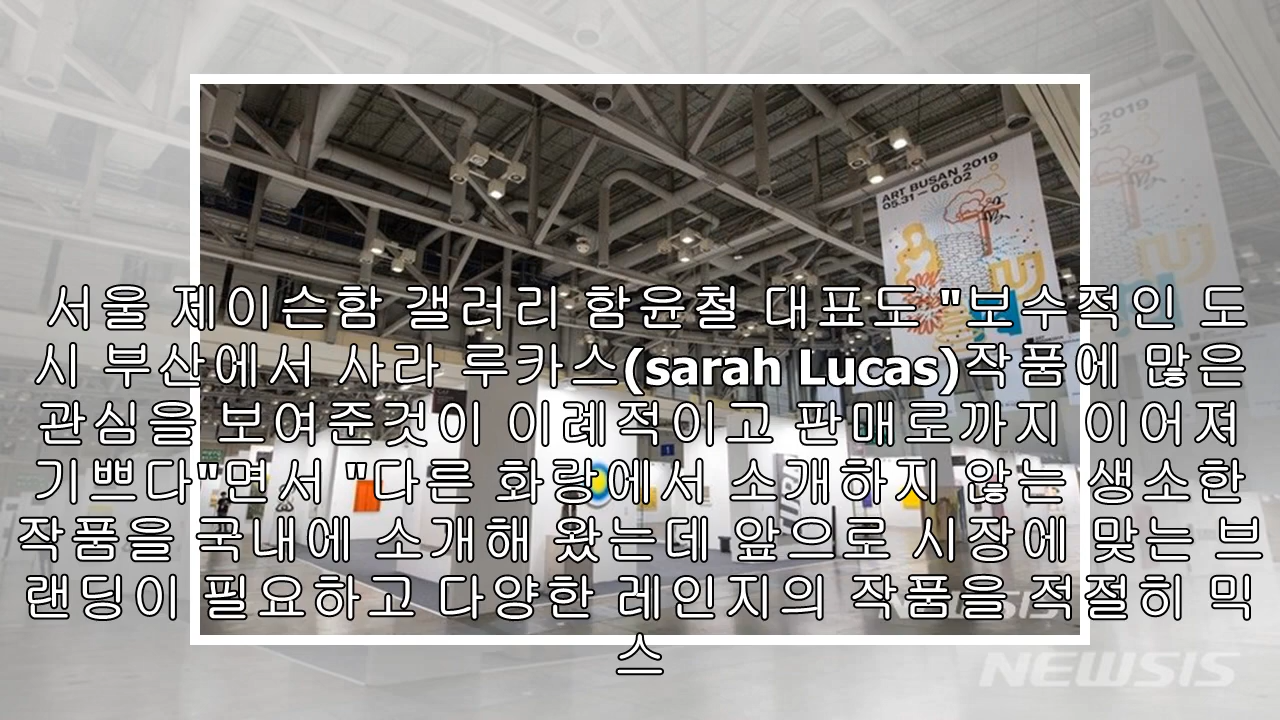 ART BUSAN 2019
05.31 — 06.02
서울 제이슨함 갤러리 함윤철 대표도 "보수적인 도
시 부산에서 사라 루카스(sarah Lucas)작품에 많은
관심을 보여준것이 이례적이고 판매로까지 이어져
기쁘다"면서 "다른 화랑에서 소개하지 않는 생소한
작품을 국내에 소개해 왔는데 앞으로 시장에 맞는 브
랜딩이 필요하고 다양한 레인지의 작품을 적절히 믹
스
NEWSIS